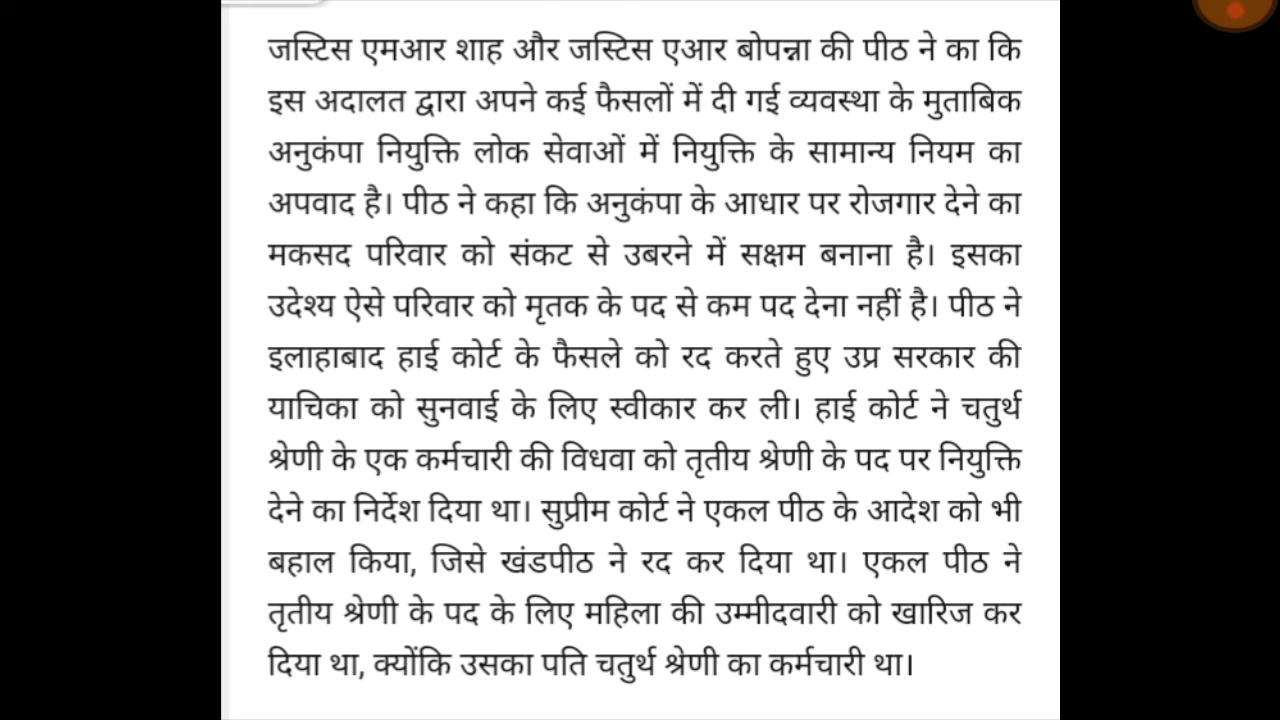 जस्टिस एमआर शाह और जस्टिस एआर बोपन्ना की पीठ ने का कि
इस अदालत द्वारा अपने कई फैसलों में दी गई व्यवस्था के मुताबिक
अनुकंपा नियुक्ति लोक सेवाओं में नियुक्ति के सामान्य नियम का
अपवाद है। पीठ ने कहा कि अनुकंपा के आधार पर रोजगार देने का
मकसद परिवार को संकट से उबरने में सक्षम बनाना है। इसका
उदेश्य ऐसे परिवार को मृतक के पद से कम पद देना नहीं है। पीठ ने
इलाहाबाद हाई कोर्ट के फैसले को रद करते हुए उप्र सरकार की
याचिका को सुनवाई के लिए स्वीकार कर ली। हाई कोर्ट ने चतुर्थ
श्रेणी के एक कर्मचारी की विधवा को तृतीय श्रेणी के पद पर नियुक्ति
देने का निर्देश दिया था। सुप्रीम कोर्ट ने एकल पीठ के आदेश को भी
बहाल किया, जिसे खंडपीठ ने रद कर दिया था। एकल पीठ ने
तृतीय श्रेणी के पद के लिए महिला की उम्मीदवारी को खारिज कर
दिया था, क्योंकि उसका पति चतुर्थ श्रेणी का कर्मचारी था।